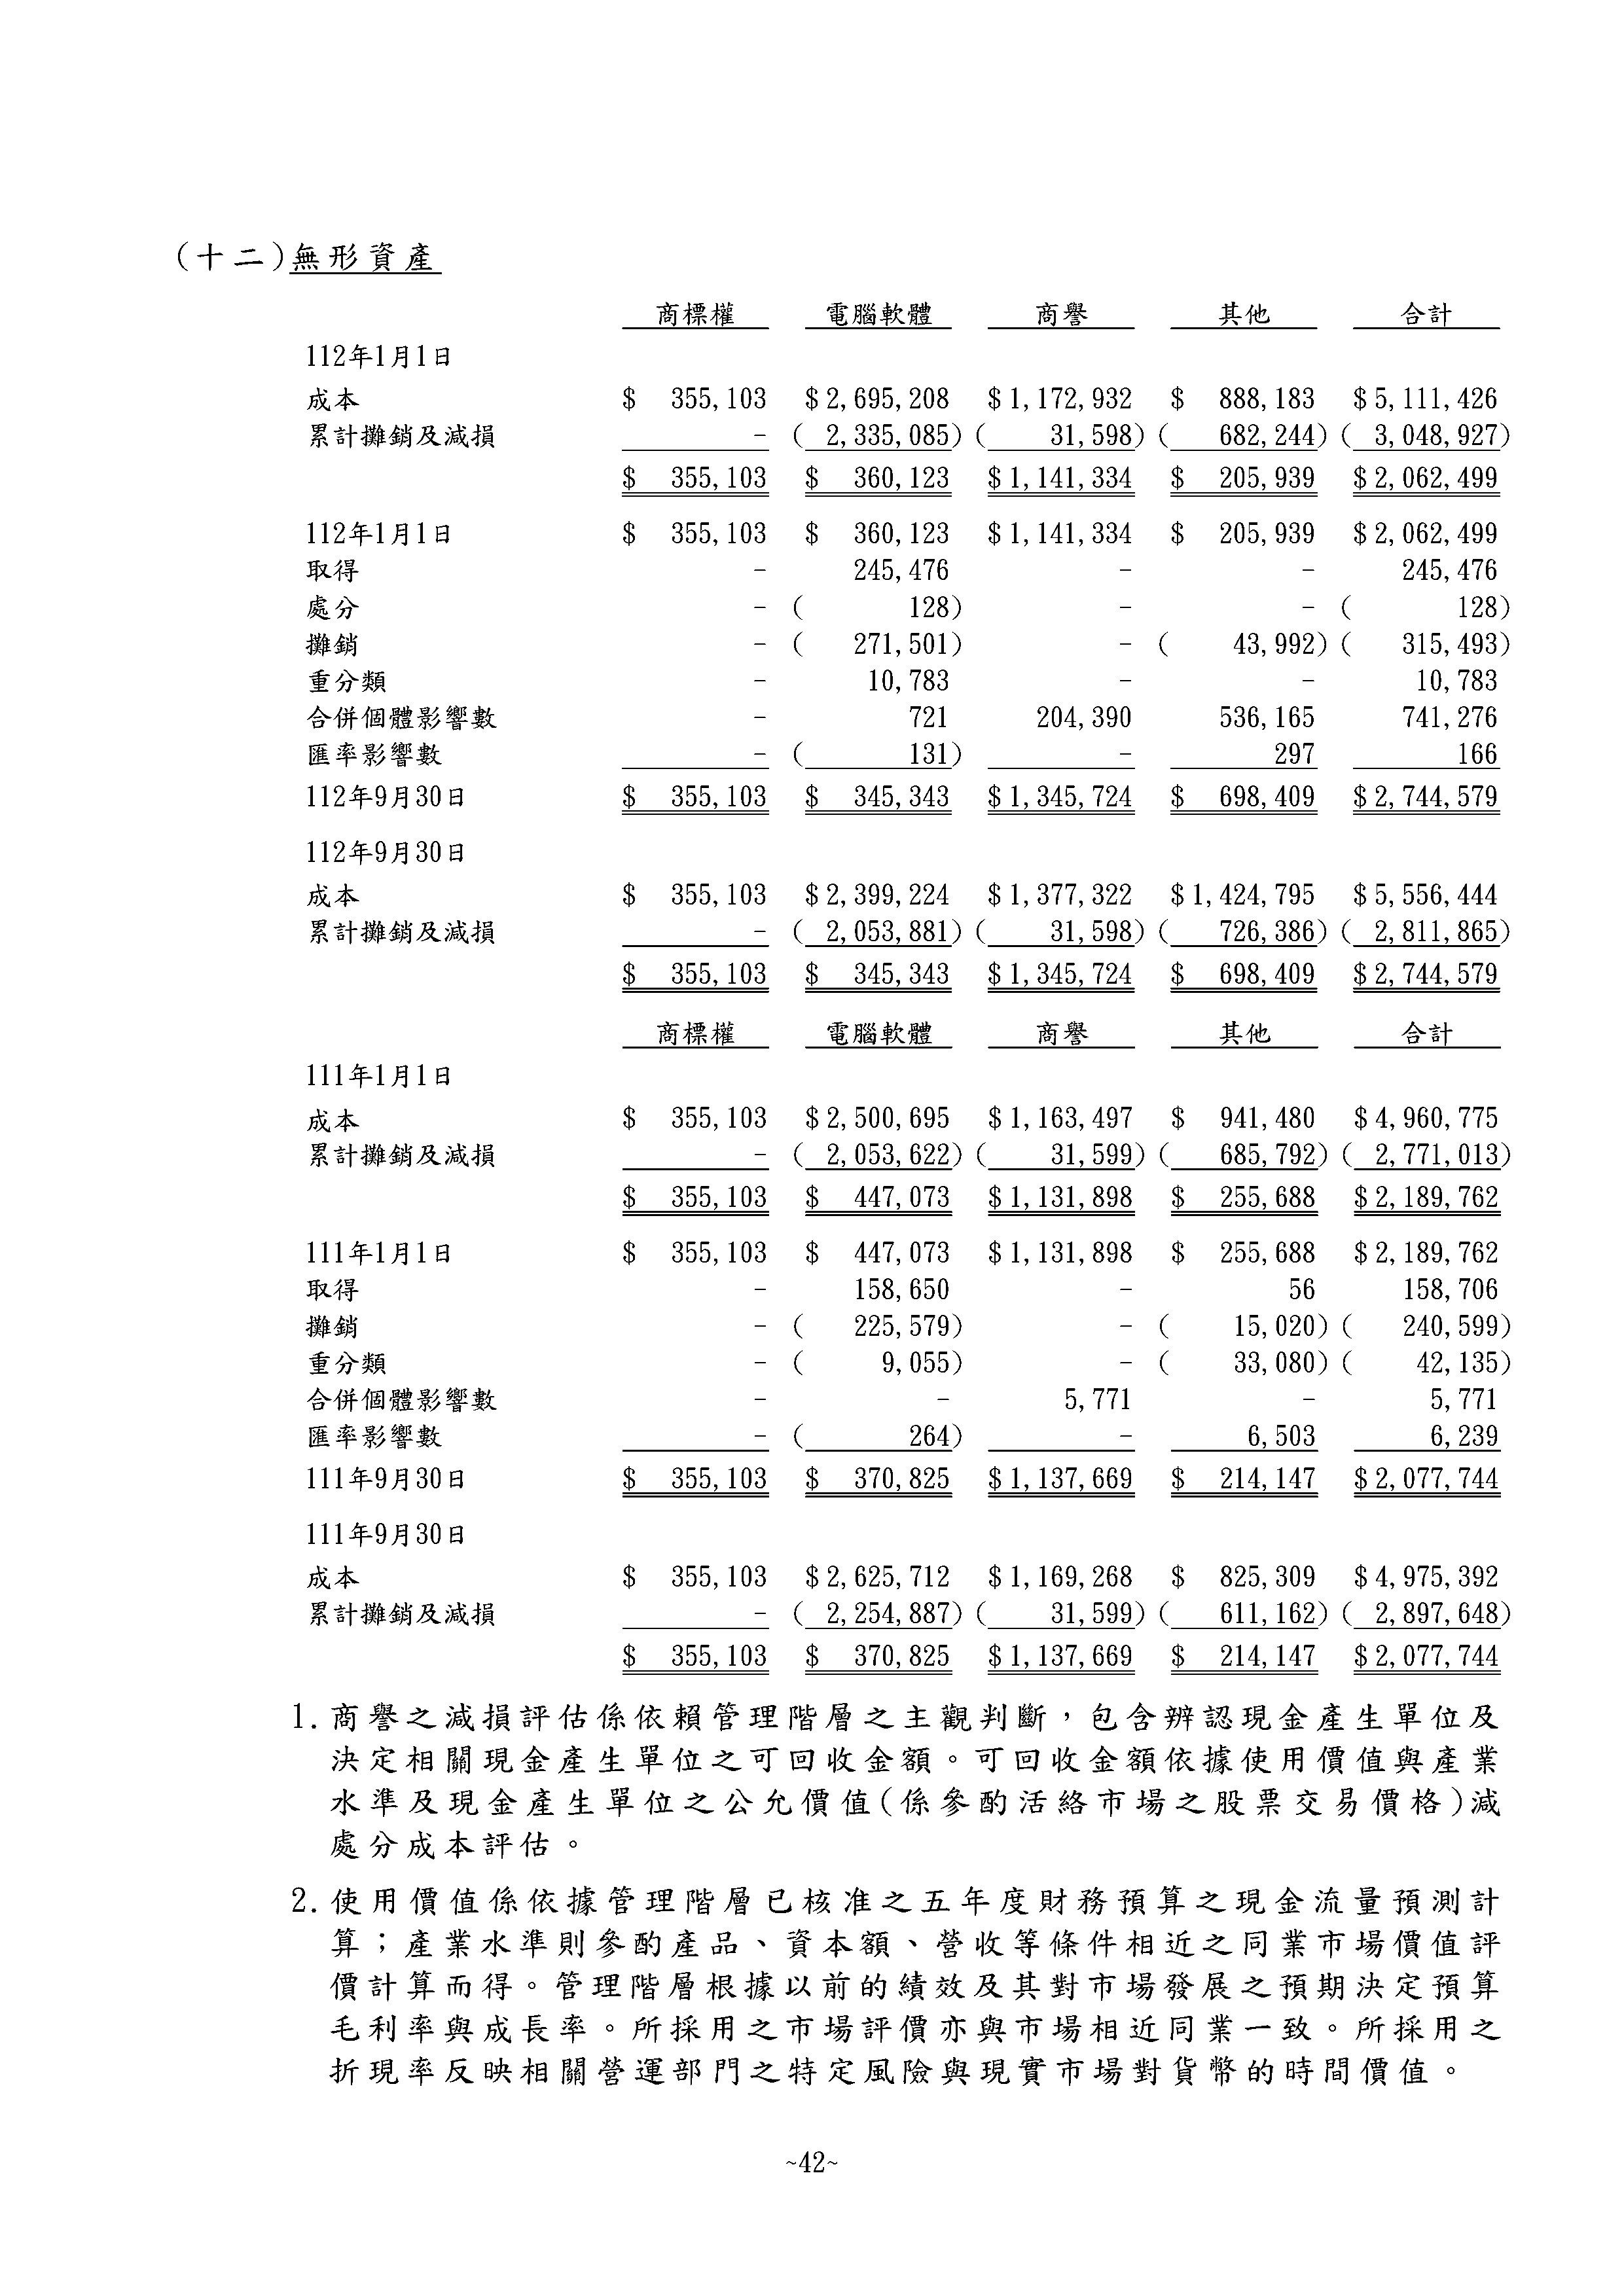 (十二)無形資產
商標權 電腦軟體 商譽 其他 合計
112年1月1日
成本 $ 355,103 $2,695,208 $1,172,932 $ 888,183 $5,111,426
累計攤銷及減損 - ( 2,335,085) ( 31,598) ( 682,244) ( 3,048,927)
$ 355,103 $ 360,123 $1,141,334 $ 205,939 $2,062,499
112年1月1日 $ 355,103 $ 360,123 $1,141,334 $ 205,939 $2,062,499
取得 - 245,476 - - 245,476
處分 - ( 128) - - ( 128)
攤銷 - ( 271,501) - ( 43,992) ( 315,493)
重分類 - 10,783 - - 10,783
合併個體影響數 - 721 204,390 536,165 741,276
匯率影響數 - ( 131) - 297 166
112年9月30日 $ 355,103 $ 345,343 $1,345,724 $ 698,409 $2,744,579
112年9月30日
成本 $ 355,103 $2,399,224 $1,377,322 $1,424,795 $5,556,444
累計攤銷及減損 - ( 2,053,881) ( 31,598) ( 726,386) ( 2,811,865)
$ 355,103 $ 345,343 $1,345,724 $ 698,409 $2,744,579
商標權 電腦軟體 商譽 其他 合計
111年1月1日
成本 $ 355,103 $2,500,695 $1,163,497 $ 941,480 $4,960,775
累計攤銷及減損 - ( 2,053,622) ( 31,599) ( 685,792) ( 2,771,013)
$ 355,103 $ 447,073 $1,131,898 $ 255,688 $2,189,762
111年1月1日 $ 355,103 $ 447,073 $1,131,898 $ 255,688 $2,189,762
取得 - 158,650 - 56 158,706
攤銷 - ( 225,579) - ( 15,020) ( 240,599)
重分類 - ( 9,055) - ( 33,080) ( 42,135)
合併個體影響數 - - 5,771 - 5,771
匯率影響數 - ( 264) - 6,503 6,239
111年9月30日 $ 355,103 $ 370,825 $1,137,669 $ 214,147 $2,077,744
111年9月30日
成本 $ 355,103 $2,625,712 $1,169,268 $ 825,309 $4,975,392
累計攤銷及減損 - ( 2,254,887) ( 31,599) ( 611,162) ( 2,897,648)
$ 355,103 $ 370,825 $1,137,669 $ 214,147 $2,077,744
1.商譽之減損評估係依賴管理階層之主觀判斷，包含辨認現金產生單位及
決定相關現金產生單位之可回收金額。可回收金額依據使用價值與產業
水準及現金產生單位之公允價值(係參酌活絡市場之股票交易價格)減
處分成本評估。
2.使用價值係依據管理階層已核准之五年度財務預算之現金流量預測計
算；產業水準則參酌產品、資本額、營收等條件相近之同業市場價值評
價計算而得。管理階層根據以前的績效及其對市場發展之預期決定預算
毛利率與成長率。所採用之市場評價亦與市場相近同業一致。所採用之
折現率反映相關營運部門之特定風險與現實市場對貨幣的時間價值。
~42~